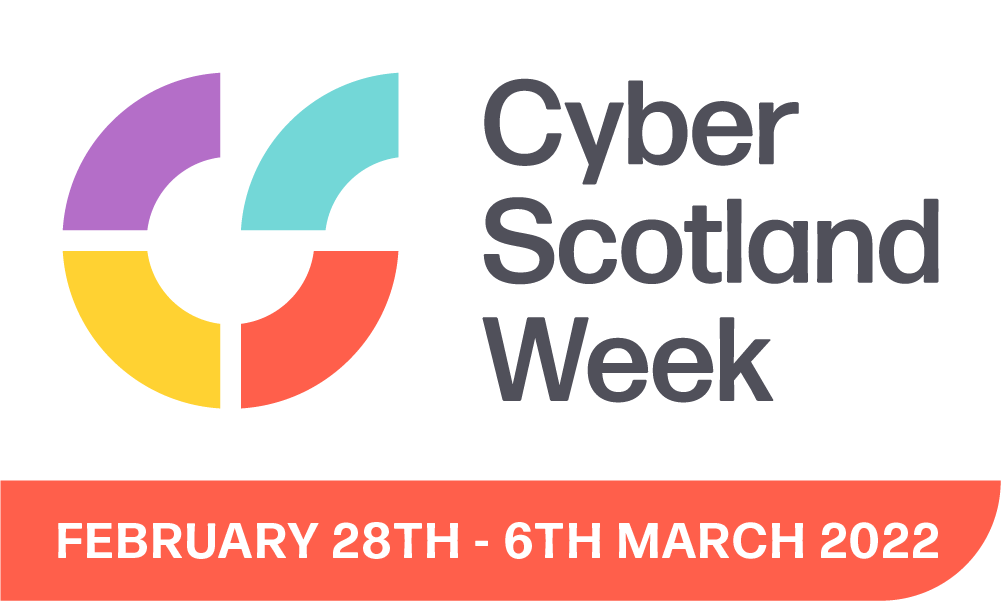 Cyber
Scotland
Week
FEBRUARY 28TH - 6TH MARCH 2022